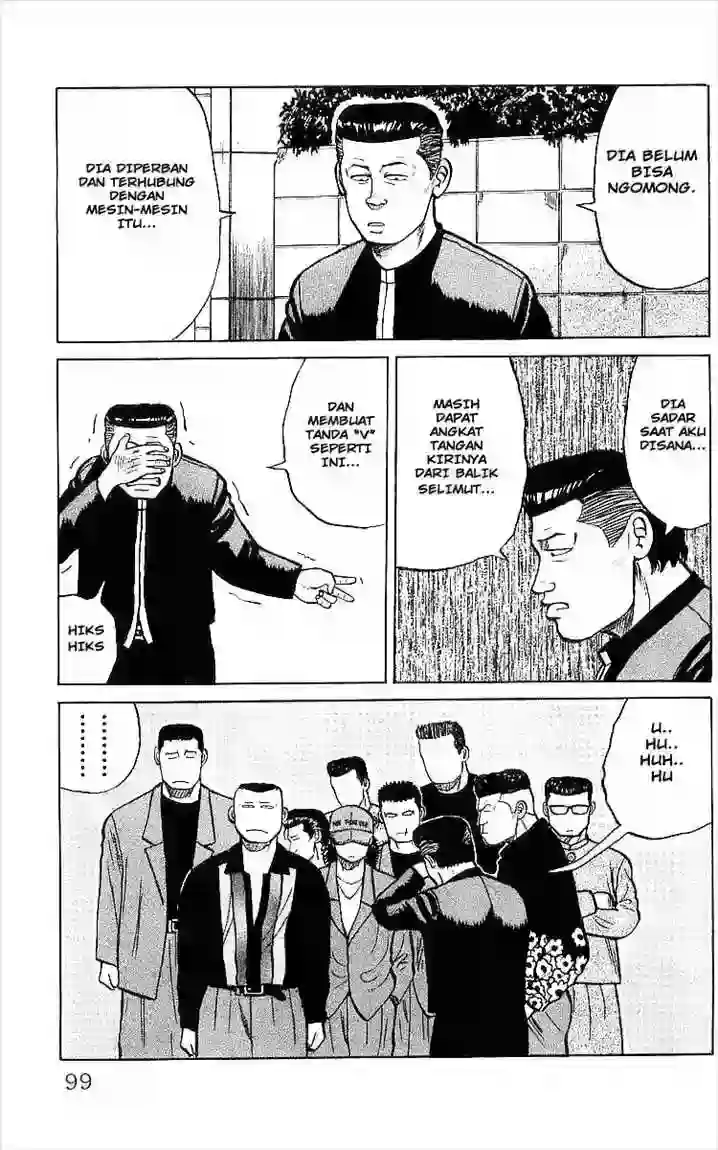 DIA BELUM
BISA
NGOMONG.
DIA DIPERBAN
DAN TERHUBUNG
DENGAN
MESIN-MESIN
ITU...
DIA
SADAR
SAAT AKU
DISANA...
MASIH
DAPAT
ANGKAT
TANGAN
KIRINYA
DARI BALIK
SELIMUT...
DAN
MEMBUAT
TANDA "V"
SEPERTI
INI...
HIKS
HIKS
U..
HU..
HUH..
HU
FOREVER
99